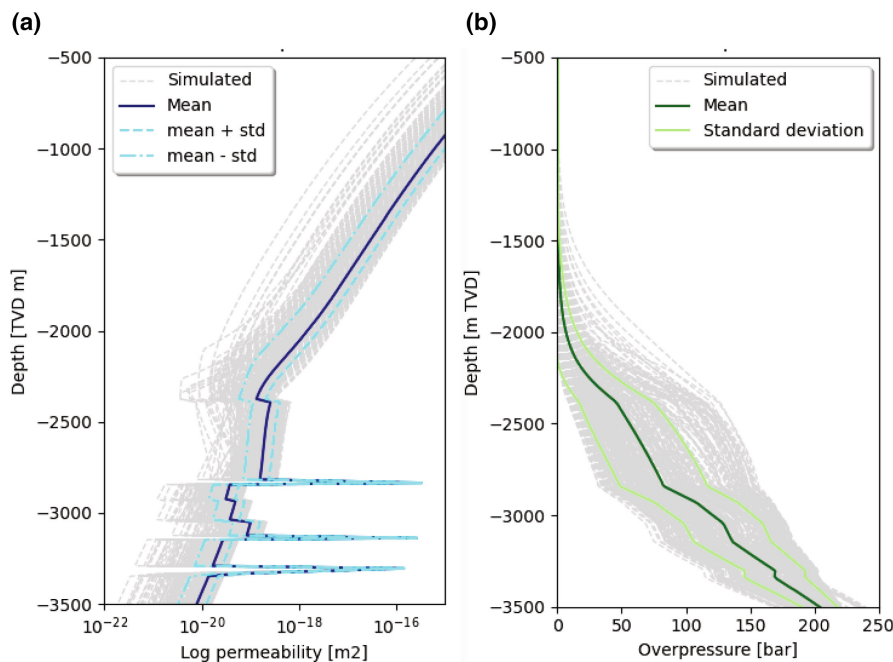 (a)
(b)
Simulated
Mean
mean + std
mean - std
−500
−1000
−1500
−2000
−2500
−3000
−3500
Depth [TVD m]
10−22
10−20
10−18
10−16
Log permeability [m2]
Simulated
Mean
Standard deviation
−500
−1000
−1500
−2000
−2500
−3000
−3500
Depth [m TVD]
0
50
100
150
200
250
Overpressure [bar]